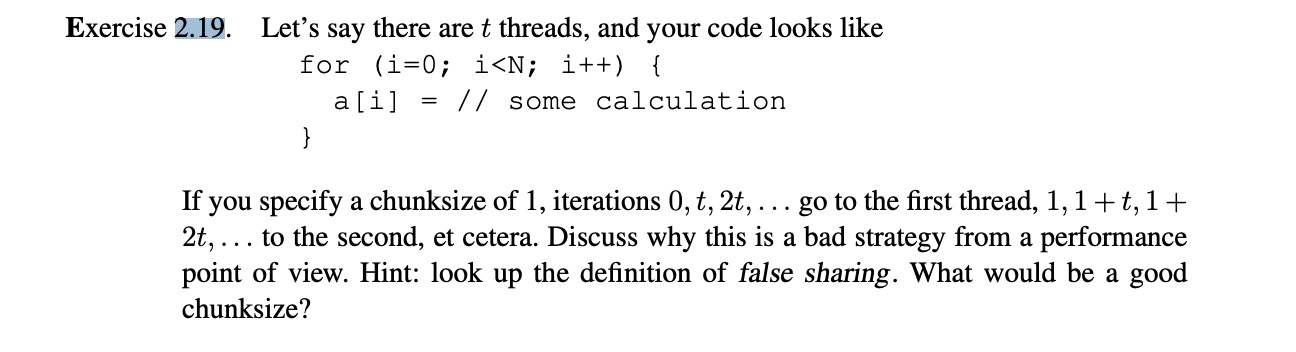 Exercise 2.19. Let's say there are t threads, and your code looks like
for (i=0; i<N; i++) {
a[i] = // some calculation
}
If you specify a chunksize of 1, iterations 0, t, 2t, . . . go to the first thread, 1, 1 + t, 1 +
2t, . . . to the second, et cetera. Discuss why this is a bad strategy from a performance
point of view. Hint: look up the definition of false sharing. What would be a good
chunksize?